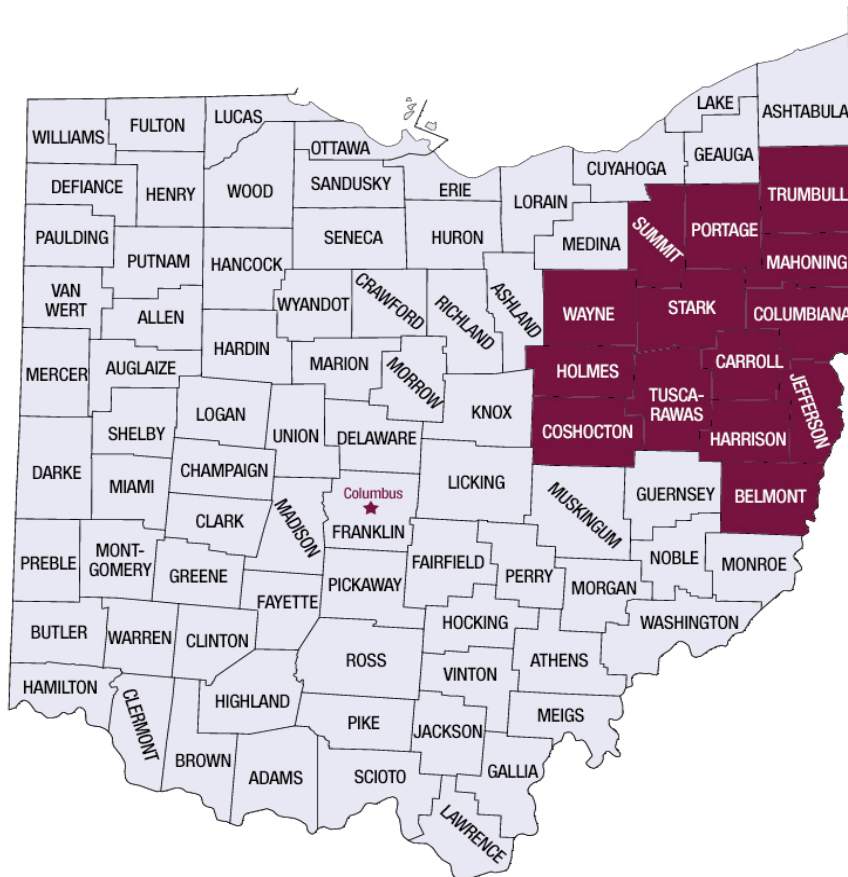 LAKE
ASHTABULA
LUCAS
FULTON
WILLIAMS
OTTAWA
GEAUGA
CUYAHOGA
DEFIANCE
HENRY
WOOD
SANDUSKY
ERIE
LORAIN
TRUMBULL
PAULDING
SENECA
HURON
MEDINA
SUMMIT
PORTAGE
PUTNAM
HANCOCK
MAHONING
VAN
WERT
ALLEN
WYANDOT
CRAWFORD
RICHLAND
ASHLAND
WAYNE
STARK
COLUMBIANA
MERCER
AUGLAIZE
HARDIN
MARION
MORROW
HOLMES
CARROLL
JEFFERSON
TUSCA-
RAWAS
LOGAN
UNION
KNOX
SHELBY
DELAWARE
COSHOCTON
HARRISON
DARKE
CHAMPAIGN
LICKING
MIAMI
Columbus
MUSKINGUM
GUERNSEY
BELMONT
CLARK
MADISON
FRANKLIN
PREBLE
MONT-
GOMERY
GREENE
FAIRFIELD
NOBLE
MONROE
PICKAWAY
PERRY
MORGAN
FAYETTE
HOCKING
WASHINGTON
BUTLER
WARREN
CLINTON
ROSS
ATHENS
VINTON
HAMILTON
CLERMONT
HIGHLAND
PIKE
JACKSON
MEIGS
BROWN
ADAMS
SCIOTO
GALLIA
LAWRENCE